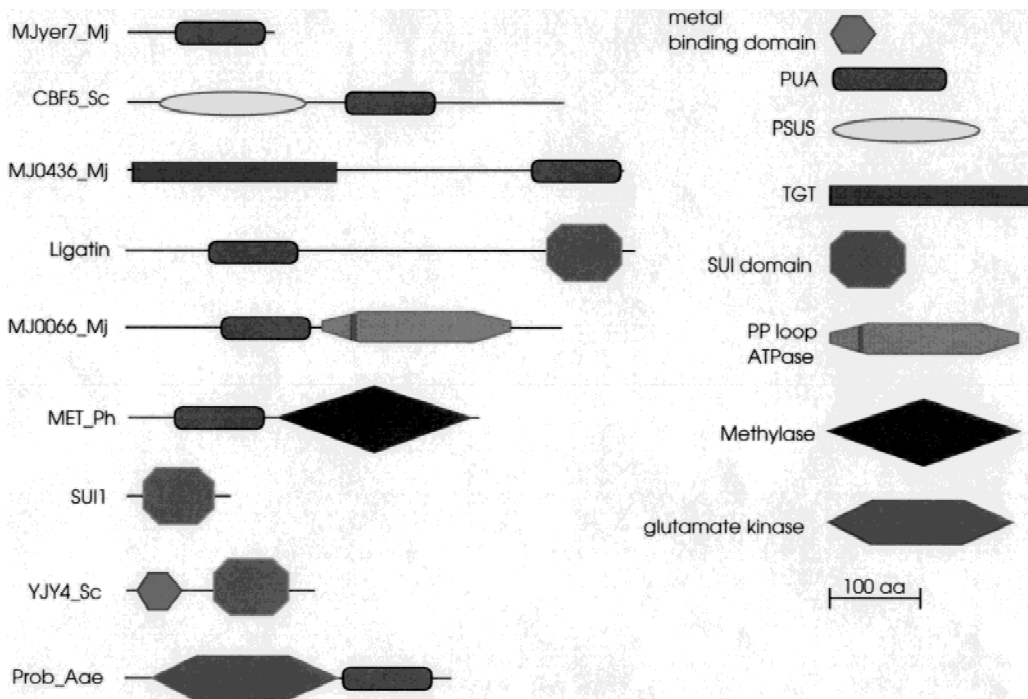 MJyer7_Mj
CBF5_Sc
MJ0436_Mj
Ligatin
MJ0066_Mj
MET_Ph
SUI1
YJY4_Sc
Prob_Aae
metal
binding domain
PUA
PSUS
TGT
SUI domain
PP loop
ATPase
Methylase
glutamate kinase
100 aa